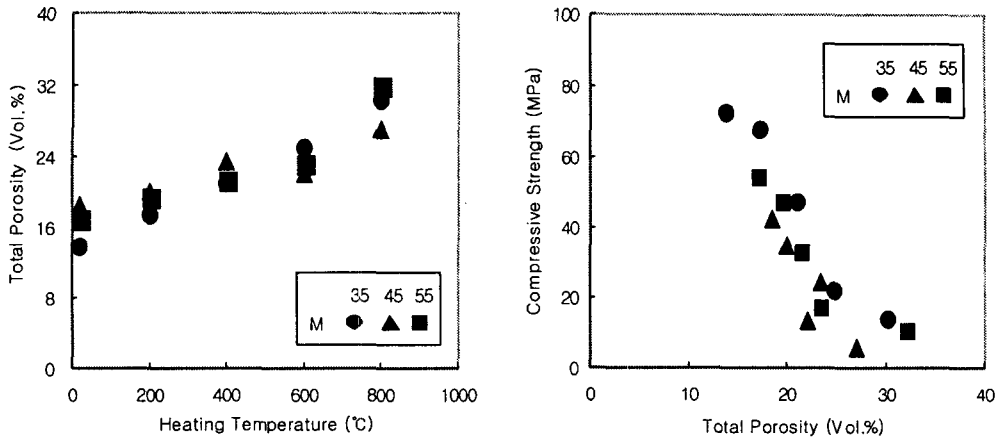 40
32
24
16
8
0
Total Porosity (Vol.%)
35 45 55
M
0 200 400 600 800 1000
Heating Temperature (℃)
100
80
60
40
20
0
Compressive Strength (MPa)
35 45 55
M
0 10 20 30 40
Total Porosity (Vol.%)